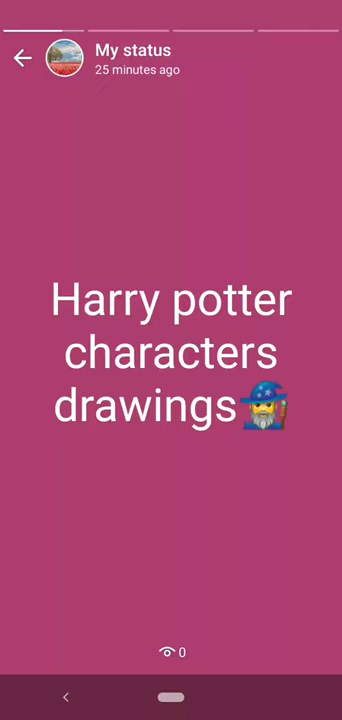 My status
25 minutes ago
Harry potter
characters
drawings🧙‍♂️
0